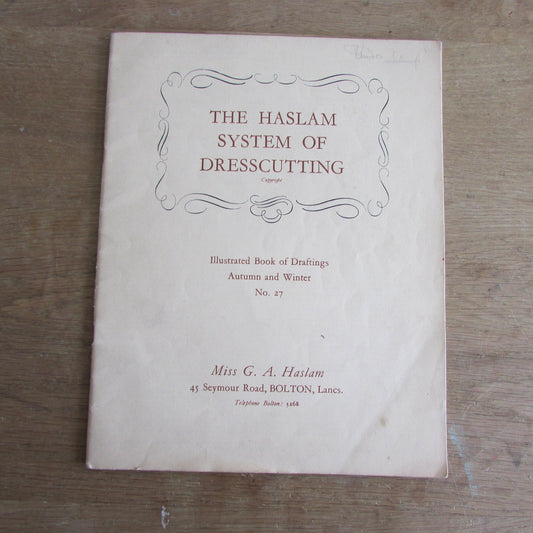 THE HASLAM
SYSTEM OF
DRESSCUTTING
Copyright
Illustrated Book of Draftings
Autumn and Winter
No. 27
Miss G. A. Haslam
45 Seymour Road, BOLTON, Lancs.
Telephone Bolton: 5268